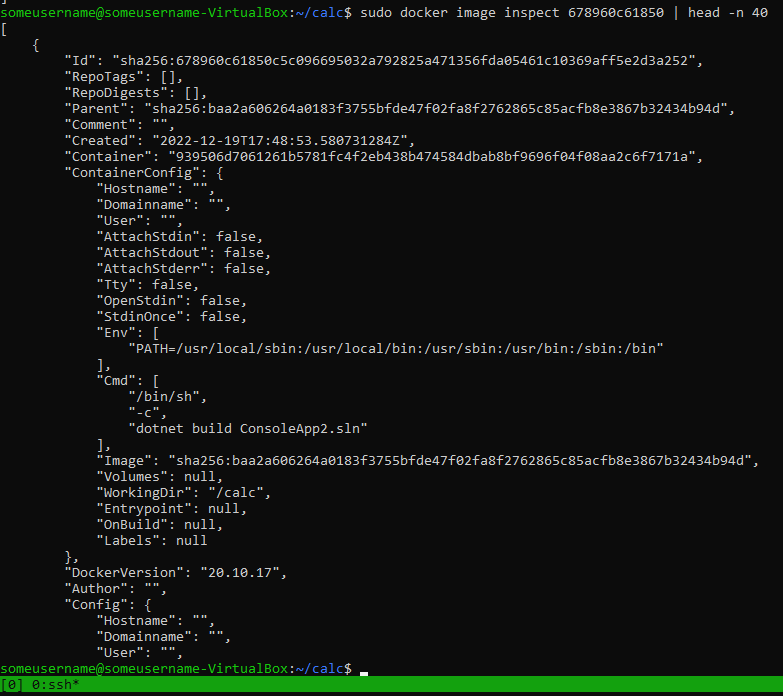 ]
someusername@someusername-VirtualBox:~/calc$ sudo docker image inspect 678960c61850 | head -n 40
[
    {
        "Id": "sha256:678960c61850c5c096695032a792825a471356fda05461c10369aff5e2d3a252",
        "RepoTags": [],
        "RepoDigests": [],
        "Parent": "sha256:baa2a606264a0183f3755bfde47f02fa8f2762865c85acfb8e3867b32434b94d",
        "Comment": "",
        "Created": "2022-12-19T17:48:53.580731284Z",
        "Container": "939506d7061261b5781fc4f2eb438b474584dbab8bf9696f04f08aa2c6f7171a",
        "ContainerConfig": {
            "Hostname": "",
            "Domainname": "",
            "User": "",
            "AttachStdin": false,
            "AttachStdout": false,
            "AttachStderr": false,
            "Tty": false,
            "OpenStdin": false,
            "StdinOnce": false,
            "Env": [
                "PATH=/usr/local/sbin:/usr/local/bin:/usr/sbin:/usr/bin:/sbin:/bin"
            ],
            "Cmd": [
                "/bin/sh",
                "-c",
                "dotnet build ConsoleApp2.sln"
            ],
            "Image": "sha256:baa2a606264a0183f3755bfde47f02fa8f2762865c85acfb8e3867b32434b94d",
            "Volumes": null,
            "WorkingDir": "/calc",
            "Entrypoint": null,
            "OnBuild": null,
            "Labels": null
        },
        "DockerVersion": "20.10.17",
        "Author": "",
        "Config": {
            "Hostname": "",
            "Domainname": "",
            "User": "",
someusername@someusername-VirtualBox:~/calc$
[0] 0:ssh*